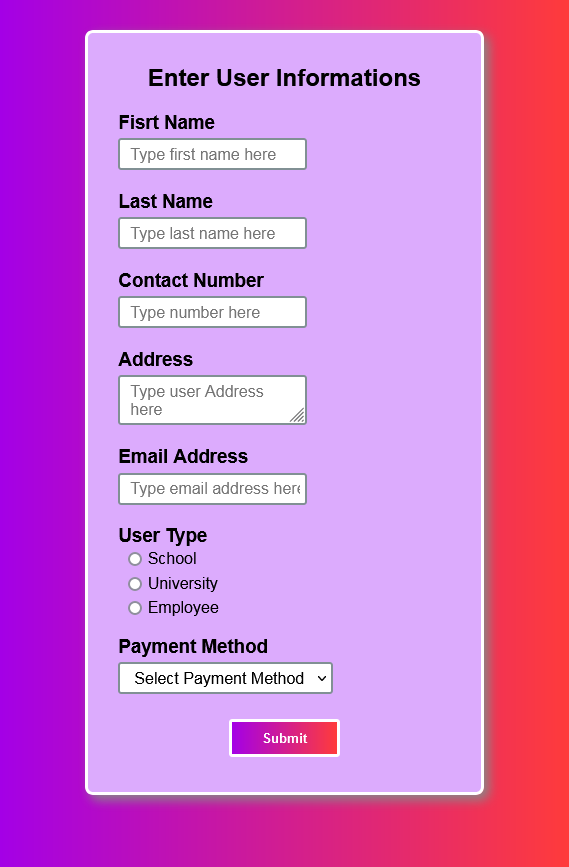 Enter User Informations
Fisrt Name
Type first name here
Last Name
Type last name here
Contact Number
Type number here
Address
Type user Address
here
Email Address
Type email address here
User Type
School
University
Employee
Payment Method
Select Payment Method
Submit